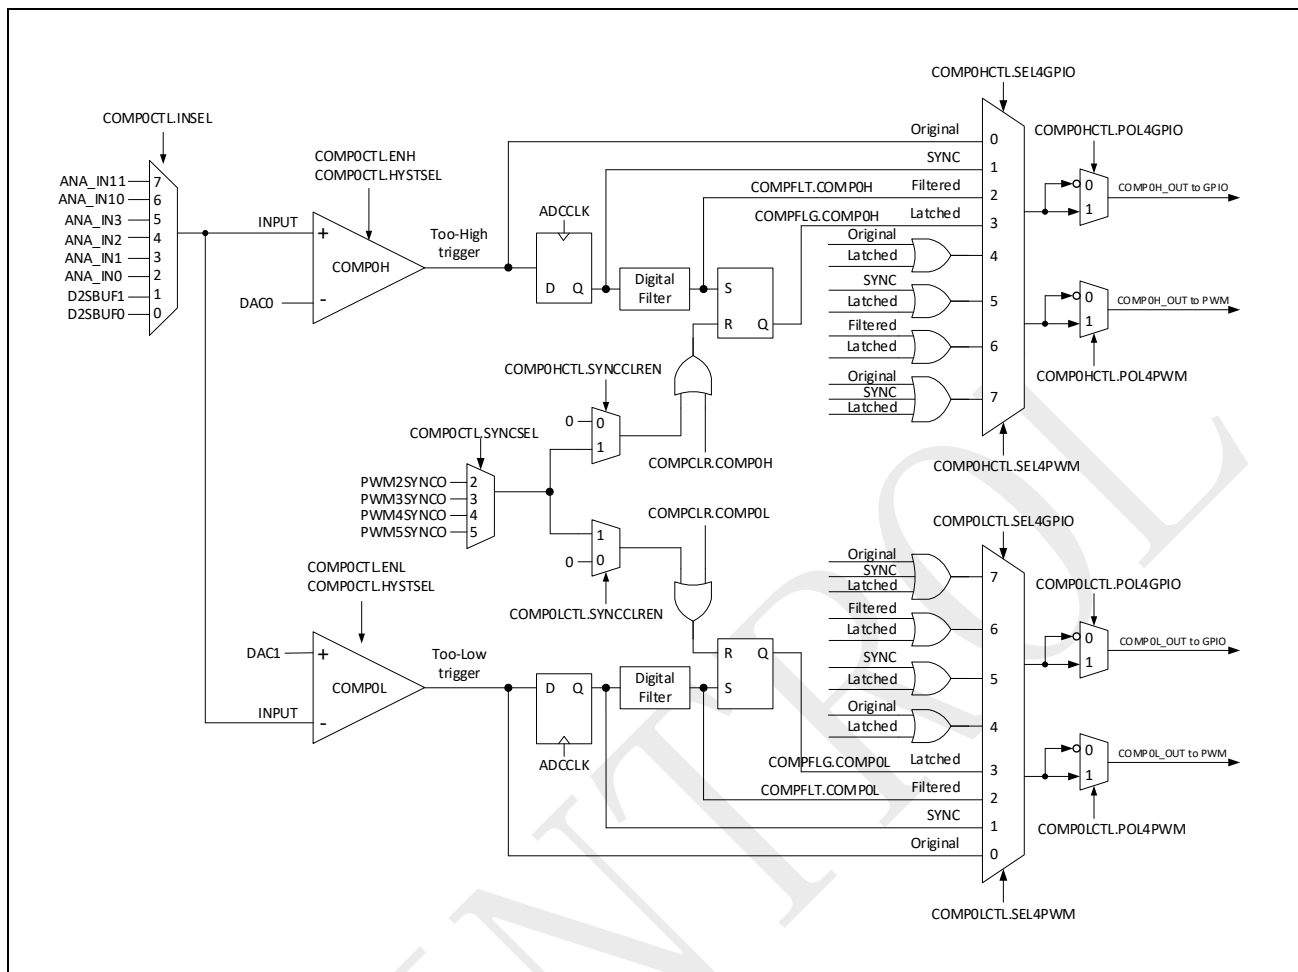 COMP0HCTL.SEL4GPIO
COMP0CTL.INSEL
Original
0
COMP0HCTL.POL4GPIO
COMP0CTL.ENH
COMP0CTL.HYSTSEL
SYNC
1
ANA_IN11
7
ANA_IN10
6
ANA_IN3
5
ANA_IN2
4
ANA_IN1
3
ANA_IN0
2
D2SBUF1
1
D2SBUF0
0
COMPFLT.COMP0H
Filtered
2
0
1
COMP0H_OUT to GPIO
INPUT
+
COMP0H
-
DAC0
Too-High
trigger
ADCCLK
D
Q
Digital
Filter
S
R
Q
COMPFLG.COMP0H
Latched
3
Original
Latched
4
SYNC
Latched
5
Filtered
Latched
6
Original
SYNC
Latched
7
0
1
COMP0H_OUT to PWM
COMP0HCTL.POL4PWM
COMP0HCTL.SYNCCLREN
0
0
1
COMP0CTL.SYNCSEL
COMPCLR.COMP0H
COMP0HCTL.SEL4PWM
PWM2SYNCO
2
PWM3SYNCO
3
PWM4SYNCO
4
PWM5SYNCO
5
COMPCLR.COMP0L
COMP0LCTL.SEL4GPIO
1
0
0
COMP0LCTL.SYNCCLREN
COMP0CTL.ENL
COMP0CTL.HYSTSEL
Original
SYNC
Latched
7
COMP0LCTL.POL4GPIO
Filtered
Latched
6
0
1
COMP0L_OUT to GPIO
DAC1
+
COMP0L
-
INPUT
Too-Low
trigger
D
Q
ADCCLK
Digital
Filter
R
Q
S
SYNC
Latched
5
Original
Latched
4
COMPFLG.COMP0L
Latched
3
0
1
COMP0L_OUT to PWM
COMPFLT.COMP0L
Filtered
2
SYNC
1
COMP0LCTL.POL4PWM
Original
0
COMP0LCTL.SEL4PWM
NTROL